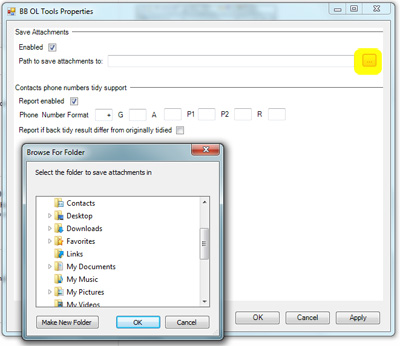 BB OL Tools Properties
Save Attachments
Enabled
Path to save attachments to:
...
Contacts phone numbers tidy support
Report enabled
Phone Number Format + G A P1 P2 R
Report if back tidy result differ from originally tidied
Browse For Folder
Select the folder to save attachments in
Contacts
Desktop
Downloads
Favorites
Links
My Documents
My Music
My Pictures
My Videos
Make New Folder OK Cancel
OK Cancel Apply